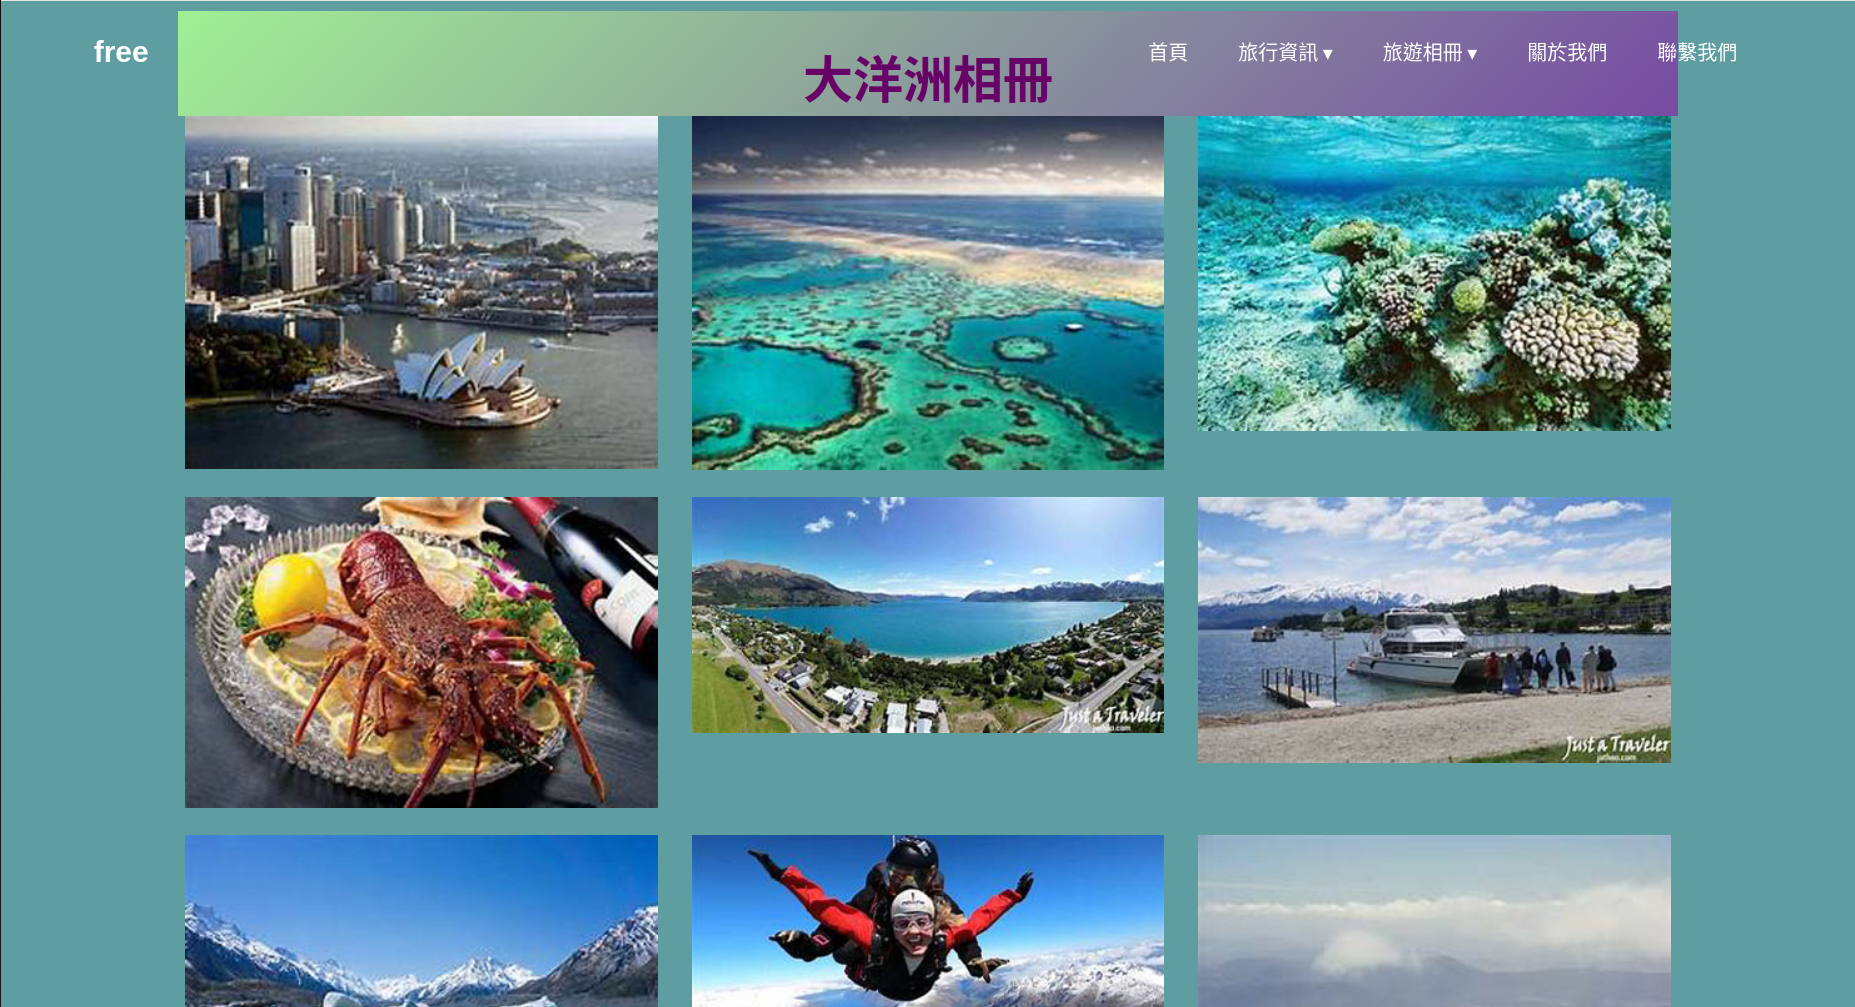 free
首頁
旅行資訊 ▾
旅遊相冊 ▾
關於我們
聯繫我們
大洋洲相冊
Just a Traveler
Just a Traveler